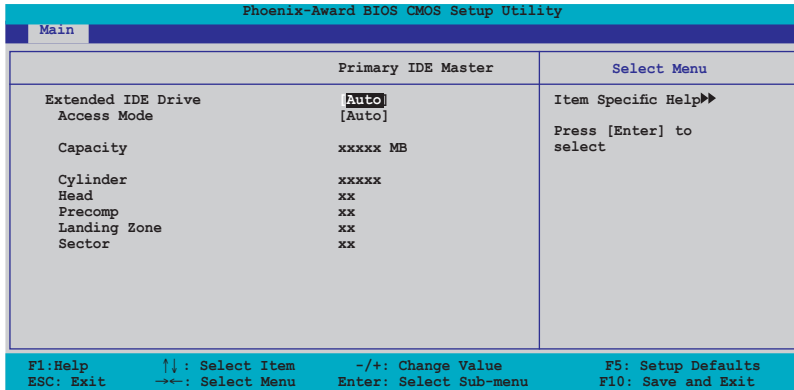 Phoenix-Award BIOS CMOS Setup Utility
Main
Primary IDE Master Select Menu
Extended IDE Drive [Auto] Item Specific Help▶▶
Access Mode [Auto]
Press [Enter] to
Capacity xxxxx MB select
Cylinder xxxxx
Head xx
Precomp xx
Landing Zone xx
Sector xx
F1:Help ↑↓: Select Item -/+: Change Value F5: Setup Defaults
ESC: Exit →←: Select Menu Enter: Select Sub-menu F10: Save and Exit